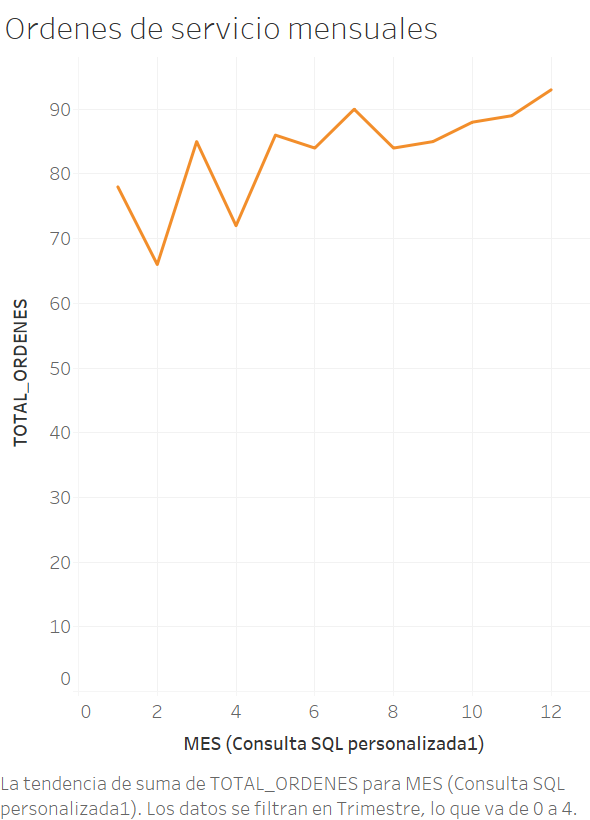 Ordenes de servicio mensuales
90
80
70
60
50
40
30
20
10
0
TOTAL_ORDENES
0 2 4 6 8 10 12
MES (Consulta SQL personalizada1)
La tendencia de suma de TOTAL_ORDENES para MES (Consulta SQL
personalizada1). Los datos se filtran en Trimestre, lo que va de 0 a 4.